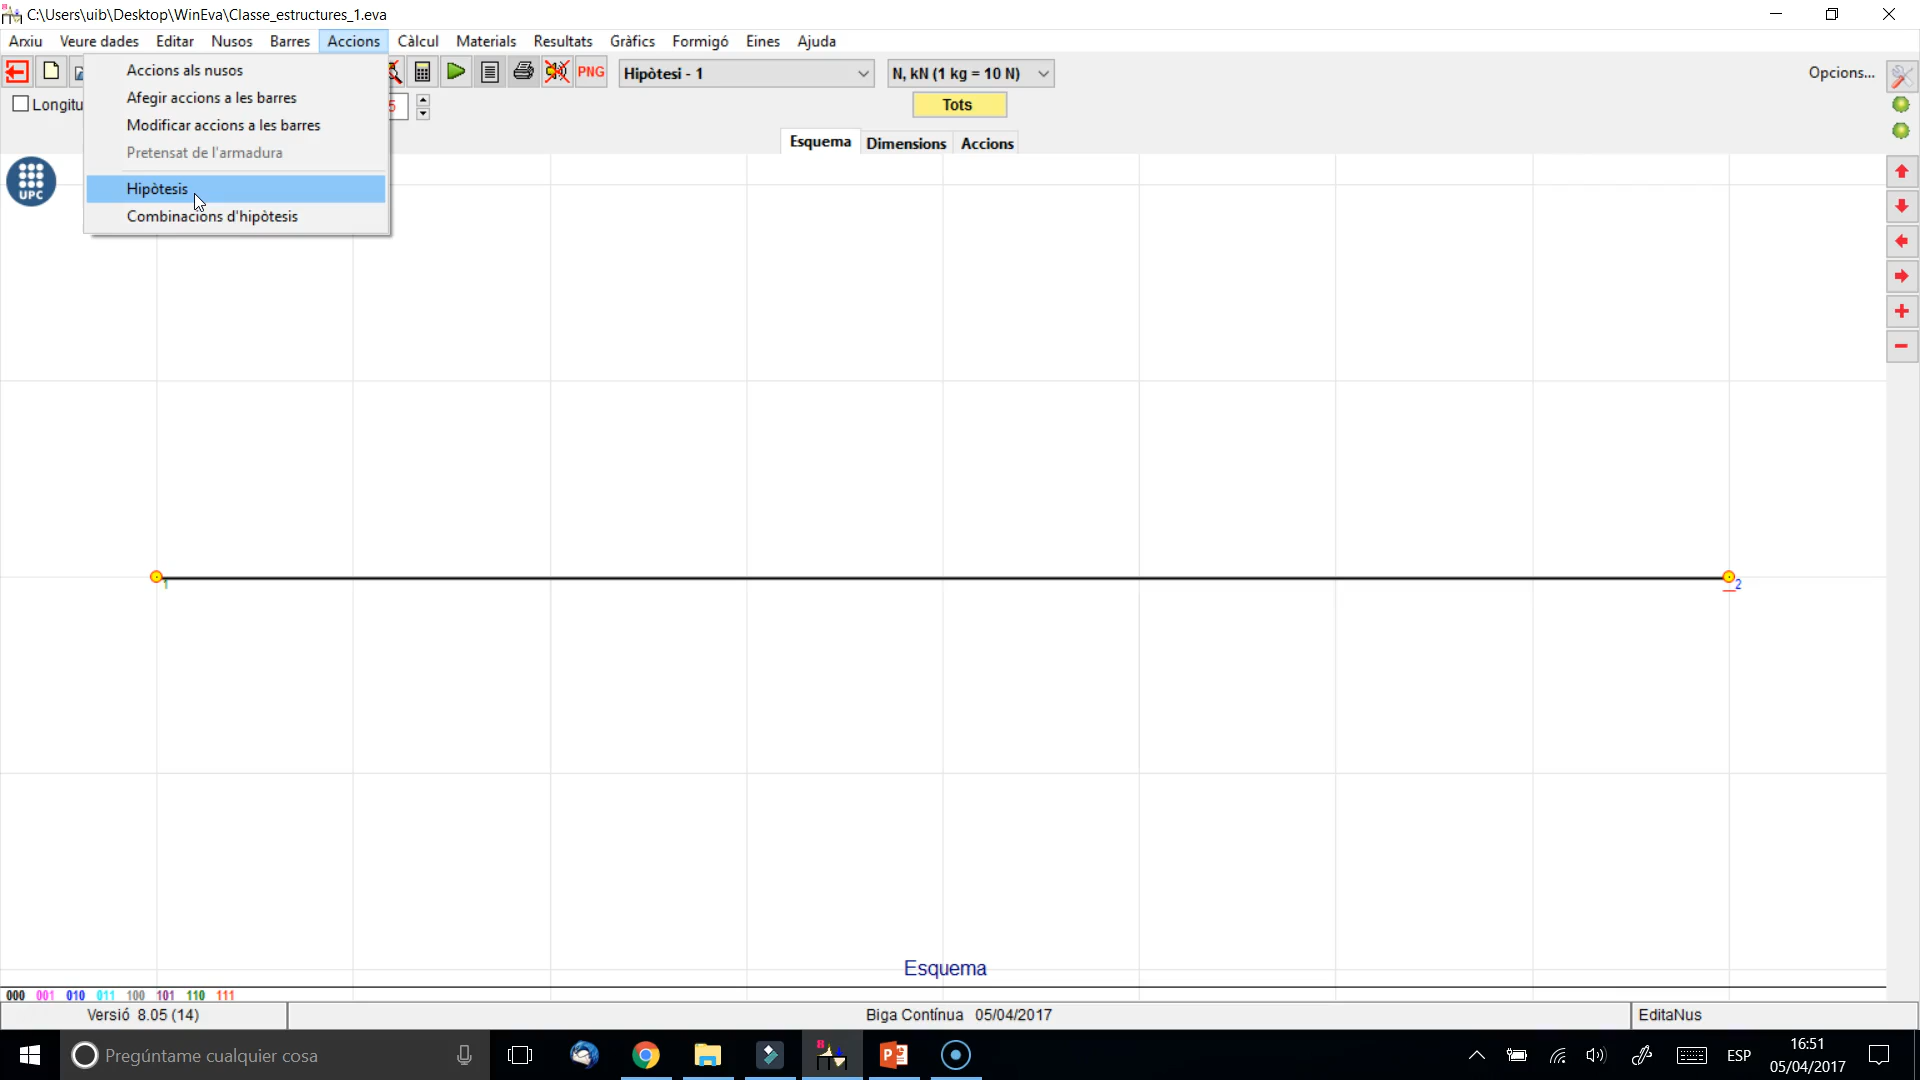 C:\Users\uib\Desktop\WinEva\Classe_estructures_1.eva
Arxiu Veure dades Editar Nusos Barres Accions Càlcul Materials Resultats Gràfics Formigó Eines Ajuda
PNG Hipòtesi - 1 N, kN (1 kg = 10 N) Opcions...
Longitu 5 Tots
Esquema Dimensions Accions
Accions als nusos
Afegir accions a les barres
Modificar accions a les barres
Pretensat de l'armadura
Hipòtesis
Combinacions d'hipòtesis
UPC
1 2
Esquema
000 001 010 011 100 101 110 111
Versió 8.05 (14) Biga Contínua 05/04/2017 EditaNus
Pregúntame cualquier cosa ESP 16:51
05/04/2017